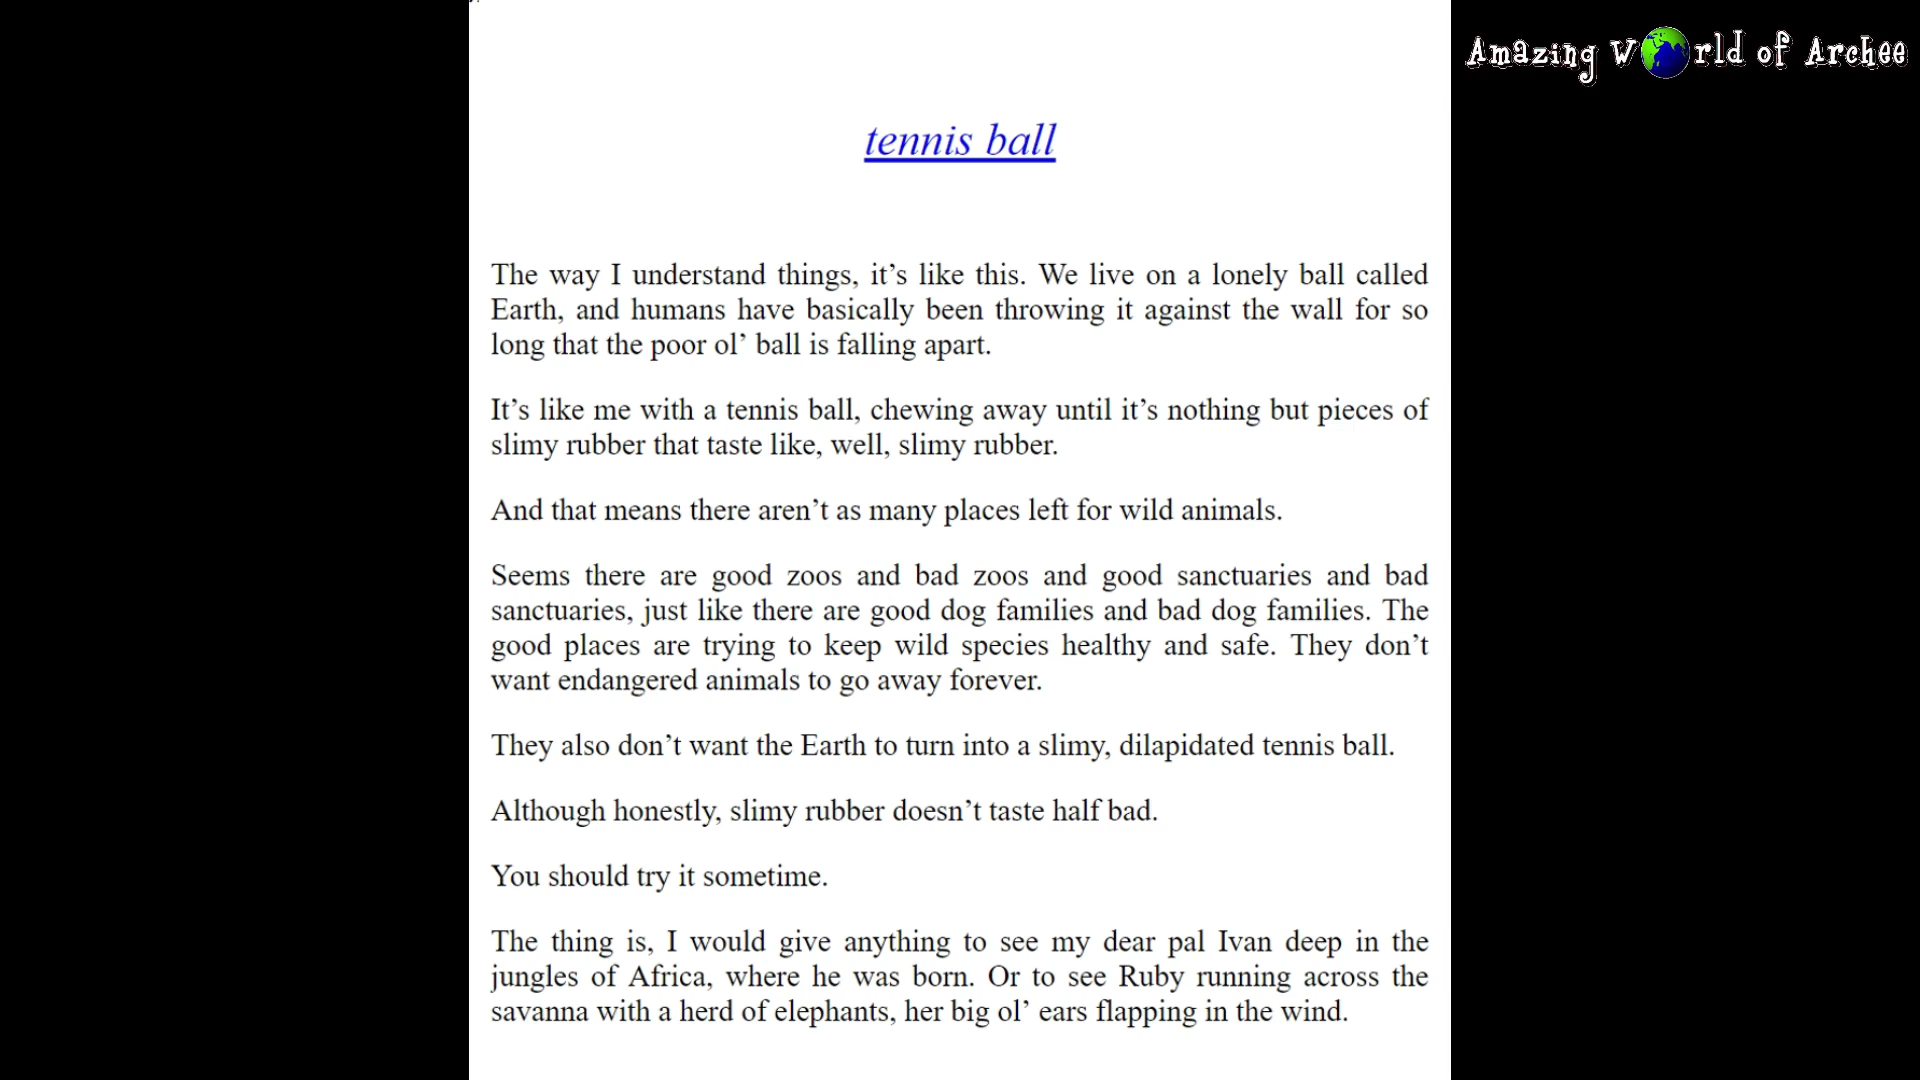 Amazing World of Archee
tennis ball
The way I understand things, it’s like this. We live on a lonely ball called
Earth, and humans have basically been throwing it against the wall for so
long that the poor ol’ ball is falling apart.
It’s like me with a tennis ball, chewing away until it’s nothing but pieces of
slimy rubber that taste like, well, slimy rubber.
And that means there aren’t as many places left for wild animals.
Seems there are good zoos and bad zoos and good sanctuaries and bad
sanctuaries, just like there are good dog families and bad dog families. The
good places are trying to keep wild species healthy and safe. They don’t
want endangered animals to go away forever.
They also don’t want the Earth to turn into a slimy, dilapidated tennis ball.
Although honestly, slimy rubber doesn’t taste half bad.
You should try it sometime.
The thing is, I would give anything to see my dear pal Ivan deep in the
jungles of Africa, where he was born. Or to see Ruby running across the
savanna with a herd of elephants, her big ol’ ears flapping in the wind.